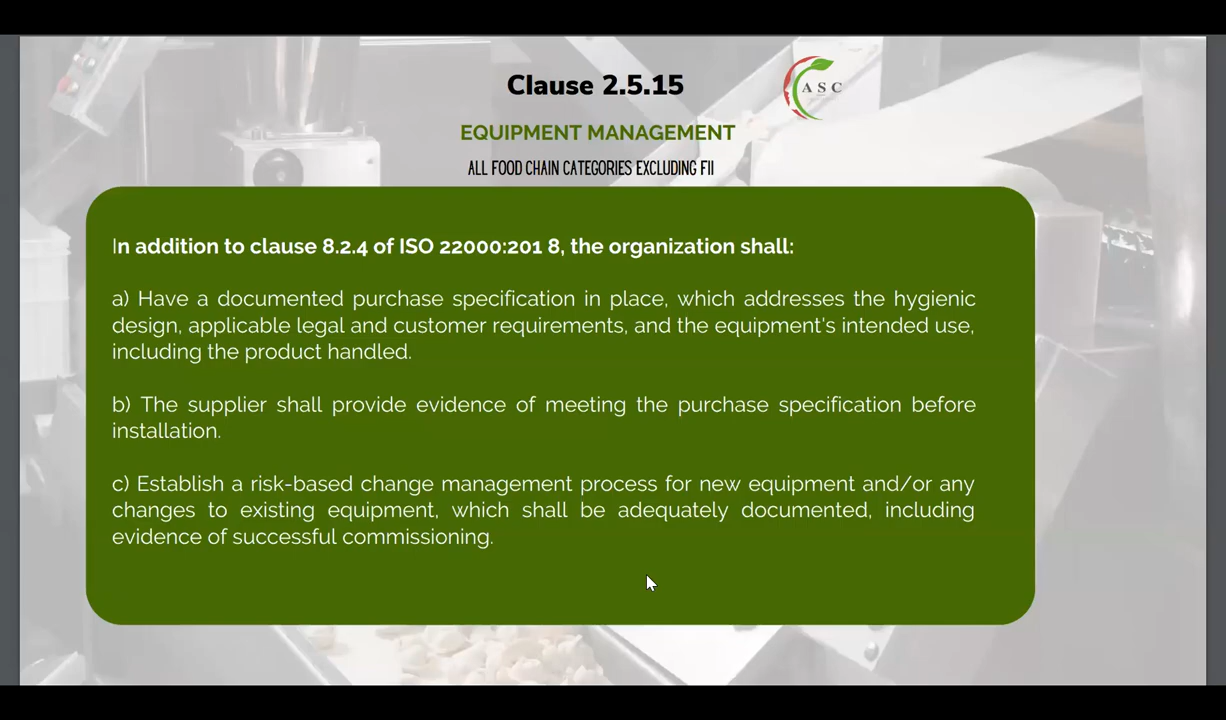 Clause 2.5.15
ASC
EQUIPMENT MANAGEMENT
ALL FOOD CHAIN CATEGORIES EXCLUDING FII
In addition to clause 8.2.4 of ISO 22000:201 8, the organization shall:
a) Have a documented purchase specification in place, which addresses the hygienic
design, applicable legal and customer requirements, and the equipment's intended use,
including the product handled.
b) The supplier shall provide evidence of meeting the purchase specification before
installation.
c) Establish a risk-based change management process for new equipment and/or any
changes to existing equipment, which shall be adequately documented, including
evidence of successful commissioning.